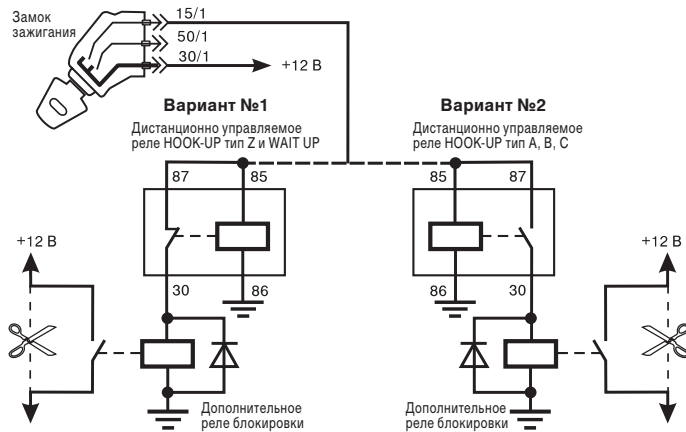 Замок
зажигания
15/1
50/1
30/1
+12 В
Вариант №1
Дистанционно управляемое
реле HOOK-UP тип Z и WAIT UP
Вариант №2
Дистанционно управляемое
реле HOOK-UP тип A, B, C
87
85
85
87
+12 В
+12 В
30
86
86
30
Дополнительное
реле блокировки
Дополнительное
реле блокировки